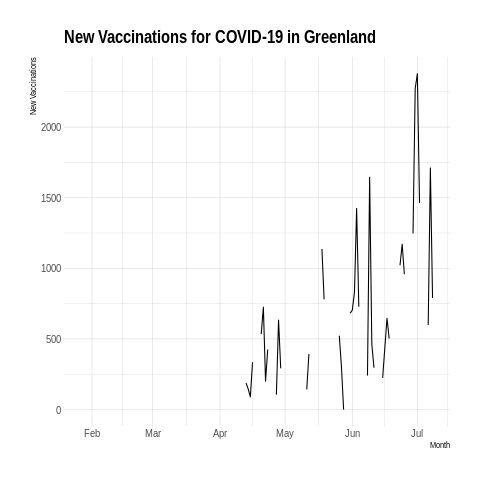 New Vaccinations for COVID-19 in Greenland
New Vaccinations
2000
1500
1000
500
0
Feb Mar Apr May Jun Jul
Month